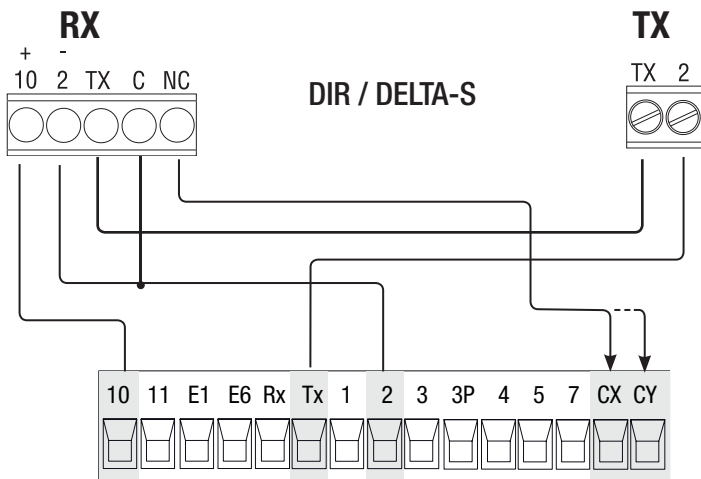 RX
TX
+ -
10 2 TX C NC
TX 2
DIR / DELTA-S
10 11 E1 E6 Rx Tx 1 2 3 3P 4 5 7 CX CY